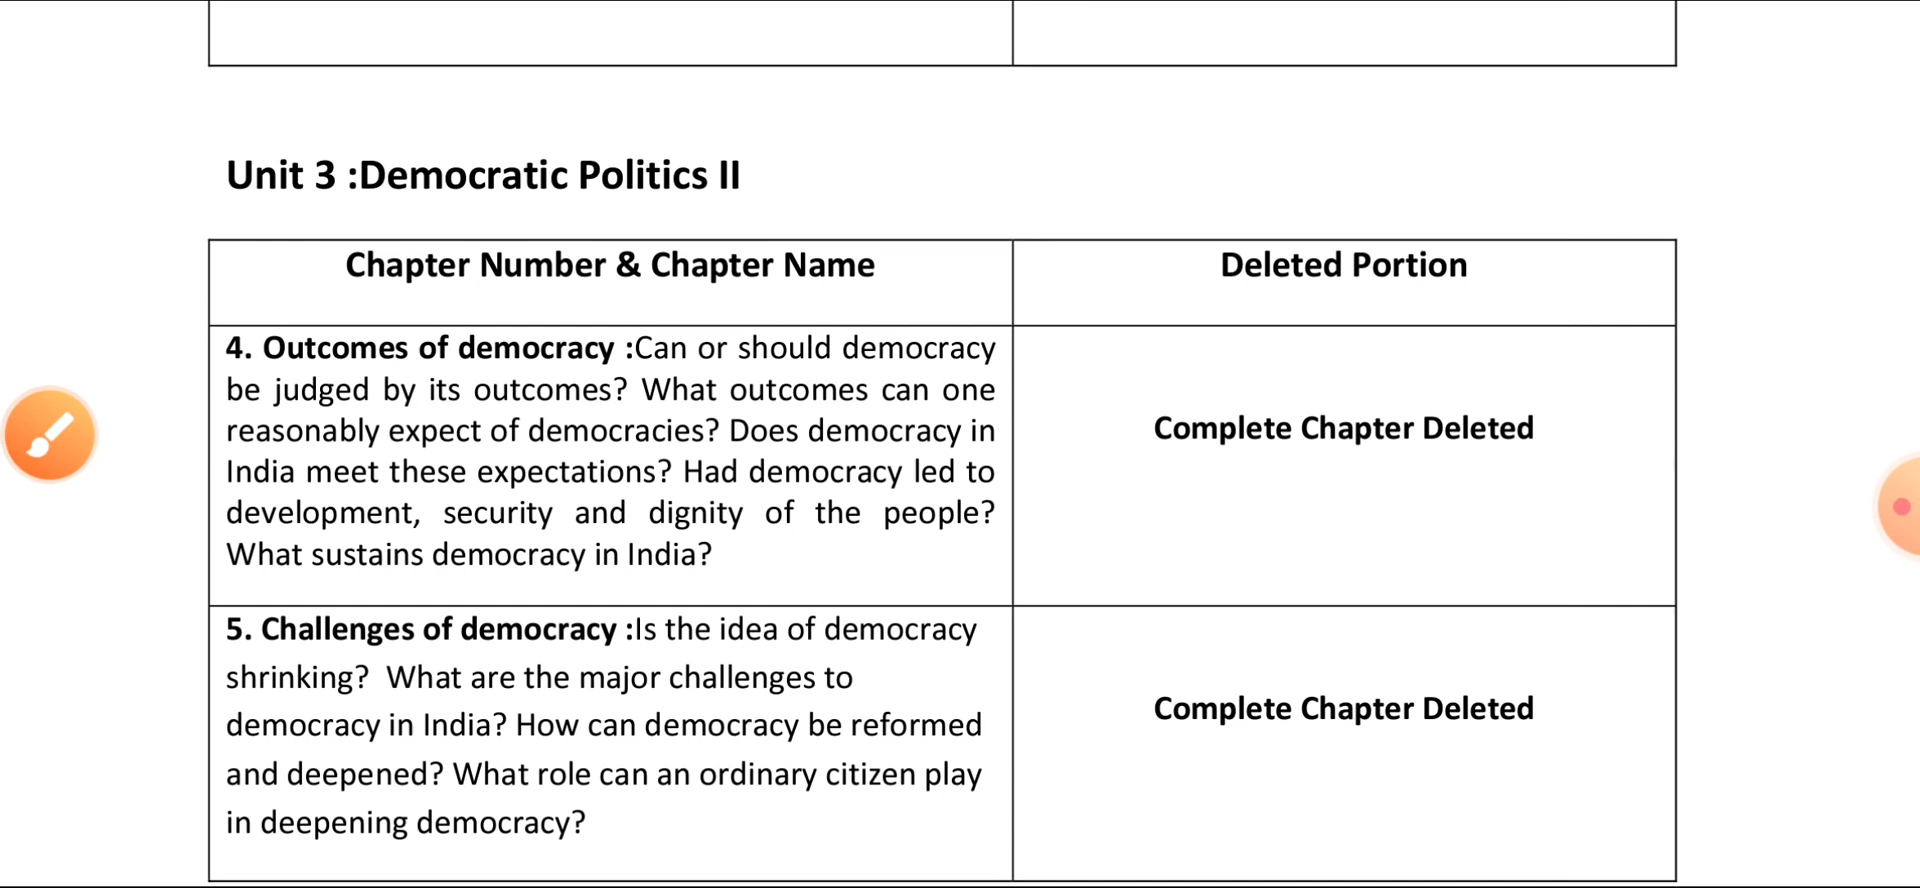 Unit 3 :Democratic Politics II
Chapter Number & Chapter Name
Deleted Portion
4. Outcomes of democracy :Can or should democracy
be judged by its outcomes? What outcomes can one
reasonably expect of democracies? Does democracy in
India meet these expectations? Had democracy led to
development, security and dignity of the people?
What sustains democracy in India?
Complete Chapter Deleted
5. Challenges of democracy :Is the idea of democracy
shrinking?  What are the major challenges to
democracy in India? How can democracy be reformed
and deepened? What role can an ordinary citizen play
in deepening democracy?
Complete Chapter Deleted